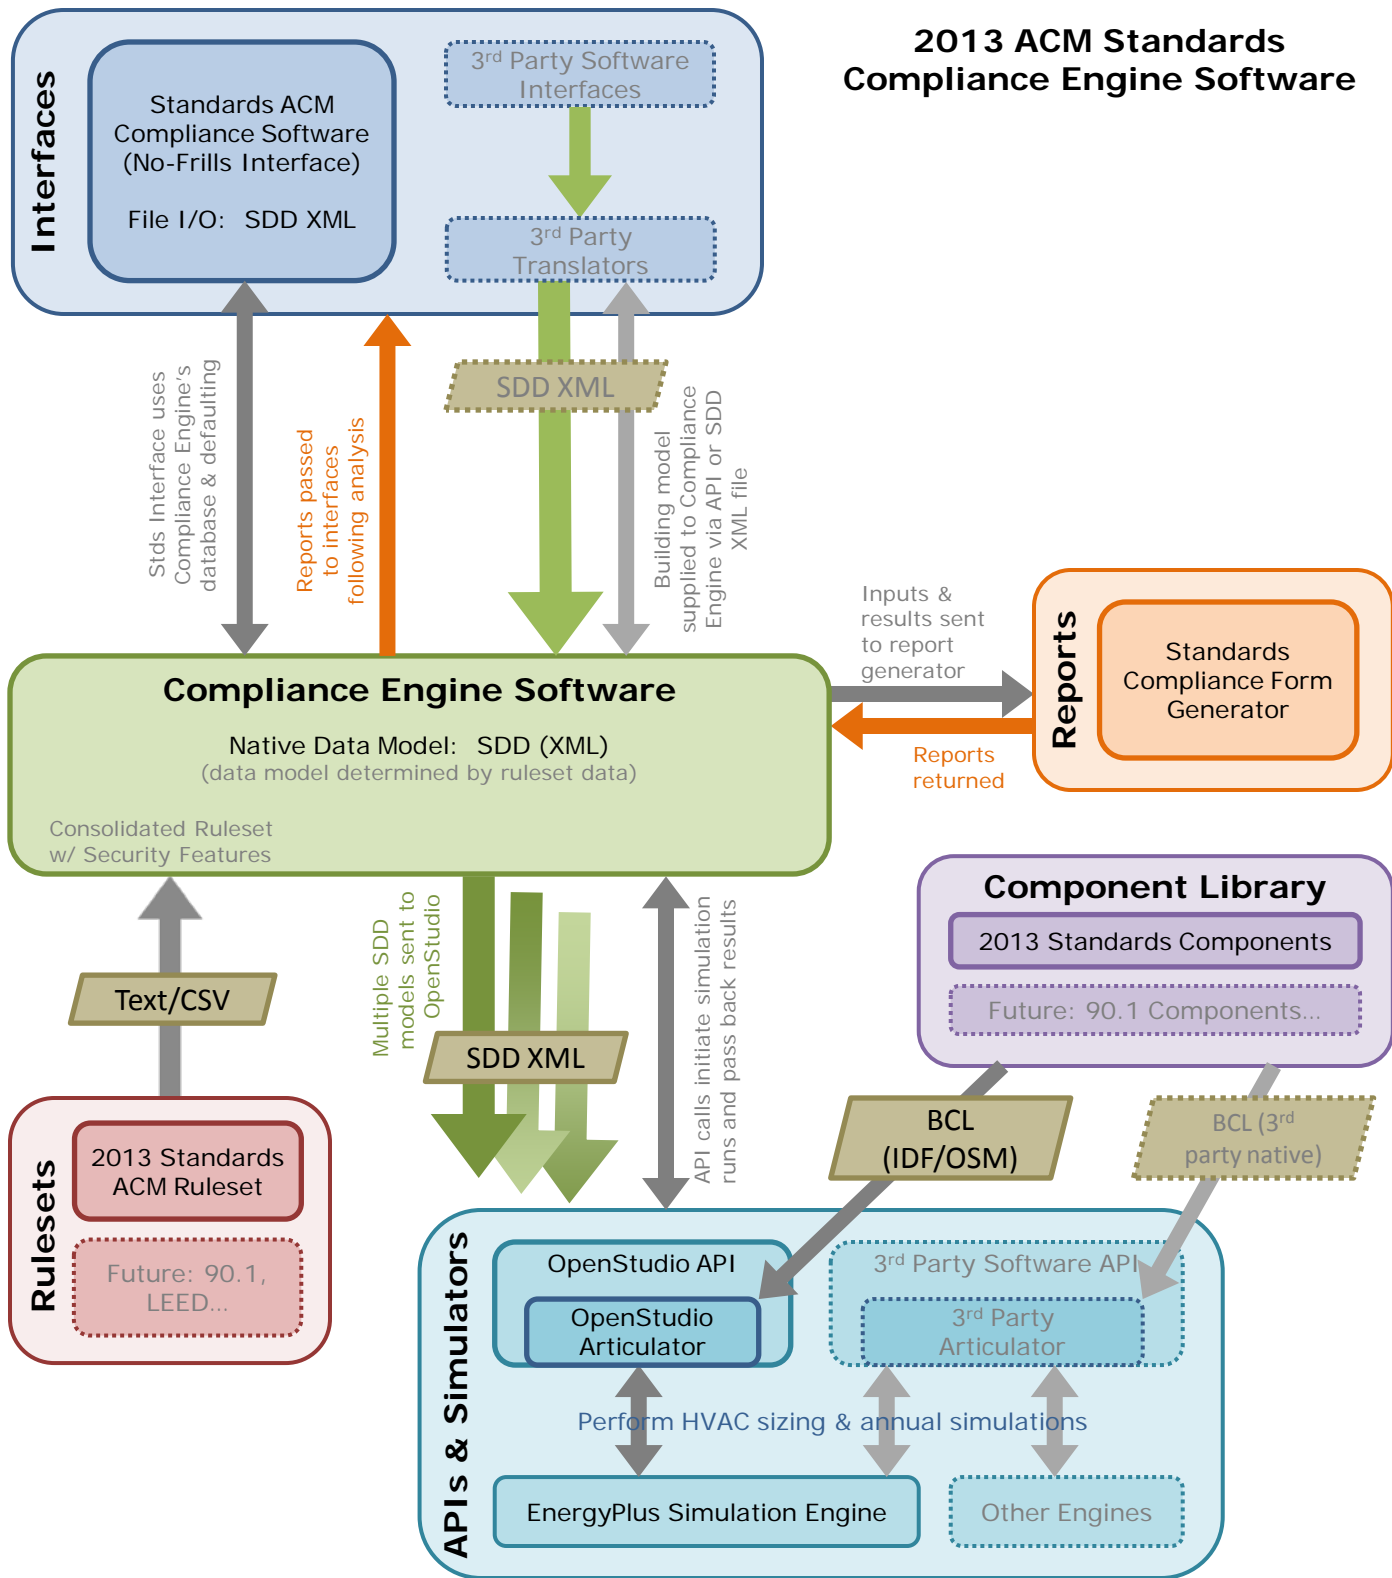 2013 ACM Standards
Compliance Engine Software
Interfaces
Standards ACM
Compliance Software
(No-Frills Interface)
File I/O: SDD XML
3rd Party Software
Interfaces
3rd Party
Translators
SDD XML
Stds Interface uses
Compliance Engine's
database & defaulting
Reports passed
to interfaces
following analysis
Building model
supplied to Compliance
Engine via API or SDD
XML file
Inputs &
results sent
to report
generator
Reports
returned
Reports
Standards
Compliance Form
Generator
Compliance Engine Software
Native Data Model: SDD (XML)
(data model determined by ruleset data)
Consolidated Ruleset
w/ Security Features
Text/CSV
Multiple SDD
models sent to
OpenStudio
SDD XML
API calls initiate simulation
runs and pass back results
Component Library
2013 Standards Components
Future: 90.1 Components...
BCL
(IDF/OSM)
BCL (3rd
party native)
Rulesets
2013 Standards
ACM Ruleset
Future: 90.1,
LEED...
APIs & Simulators
OpenStudio API
OpenStudio
Articulator
3rd Party Software API
3rd Party
Articulator
Perform HVAC sizing & annual simulations
EnergyPlus Simulation Engine
Other Engines